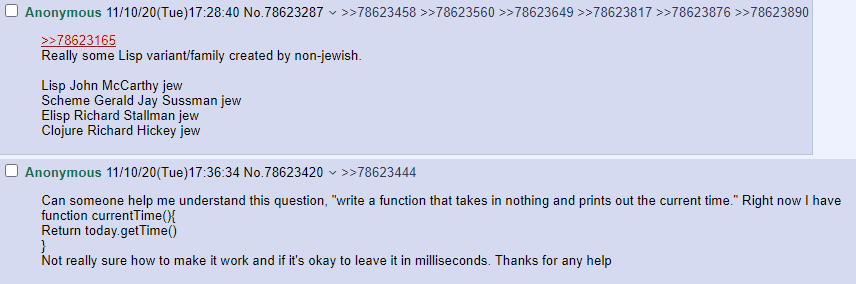 Anonymous 11/10/20(Tue)17:28:40 No.78623287 >>78623458 >>78623560 >>78623649 >>78623817 >>78623876 >>78623890
>>78623165
Really some Lisp variant/family created by non-jewish.
Lisp John McCarthy jew
Scheme Gerald Jay Sussman jew
Elisp Richard Stallman jew
Clojure Richard Hickey jew
Anonymous 11/10/20(Tue)17:36:34 No.78623420 >>78623444
Can someone help me understand this question, "write a function that takes in nothing and prints out the current time." Right now I have
function currentTime(){
Return today.getTime()
}
Not really sure how to make it work and if it's okay to leave it in milliseconds. Thanks for any help